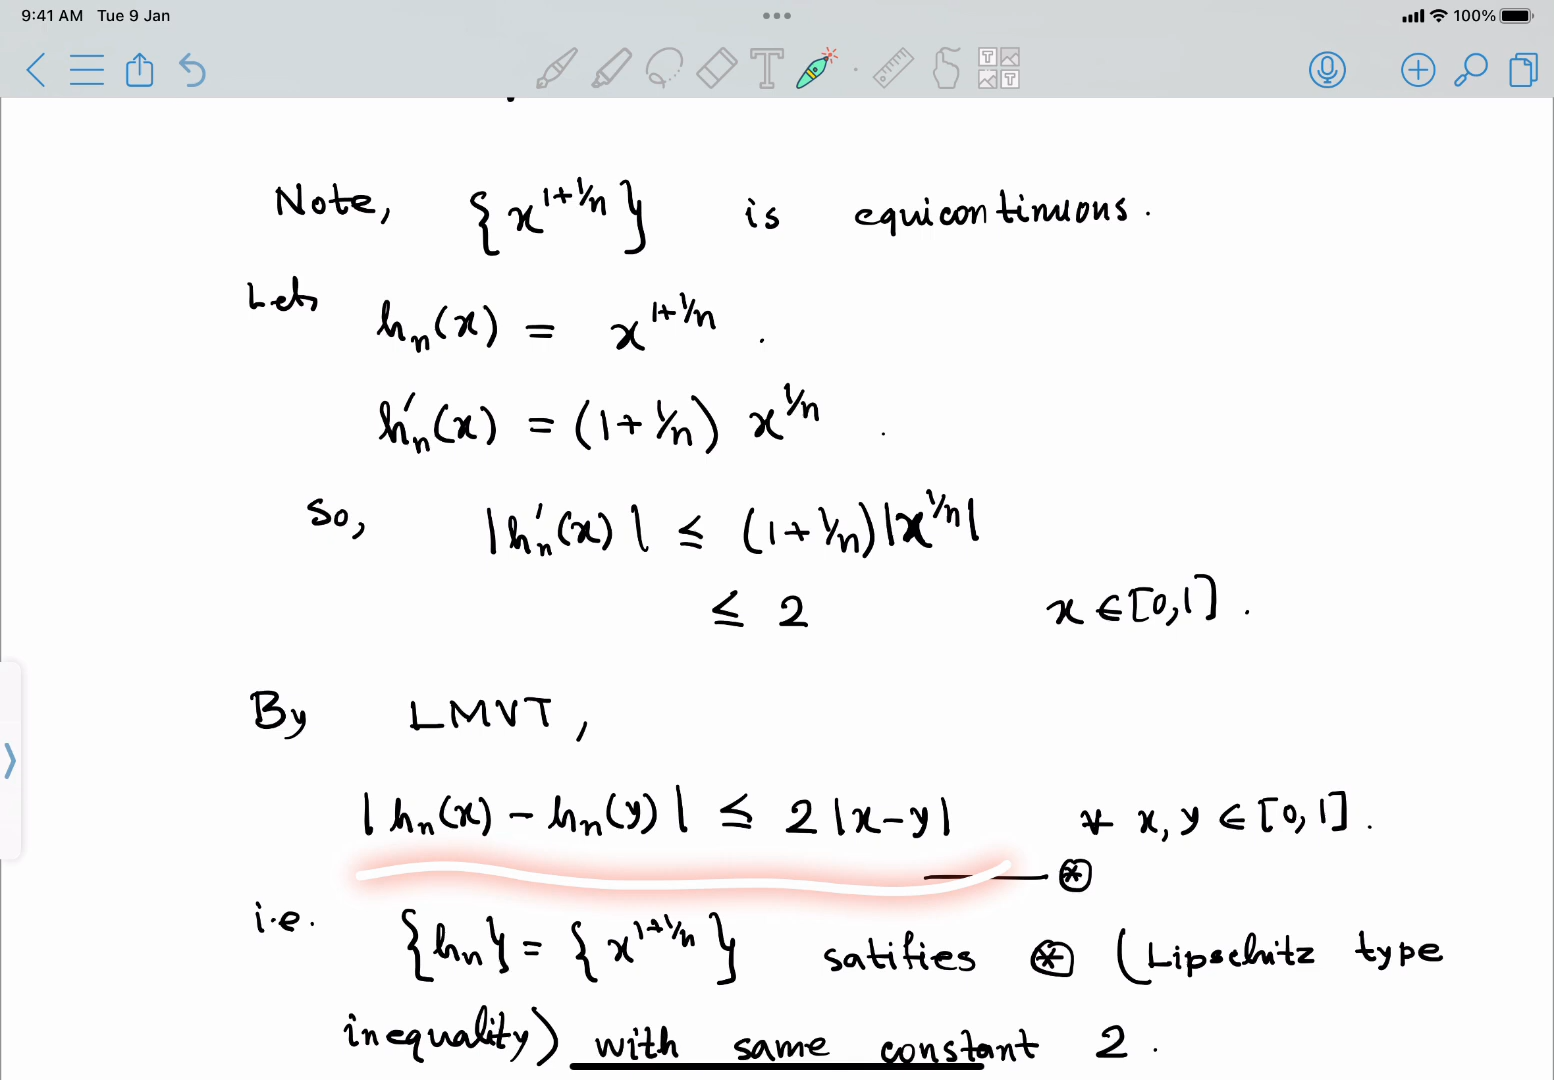 9:41 AM Tue 9 Jan 100%
Note, {x^{1+1/n}} is equicontinuous.
Let, h_n(x) = x^{1+1/n}.
h_n'(x) = (1+1/n) x^{1/n}.
So, |h_n'(x)| ≤ (1+1/n)|x^{1/n}|
≤ 2 x ∈ [0,1].
By LMVT,
|h_n(x) - h_n(y)| ≤ 2|x-y| ∀ x, y ∈ [0,1].
—— ⊛
i.e. {h_n} = {x^{1+1/n}} satifies ⊛ (Lipschitz type
inequality) with same constant 2.